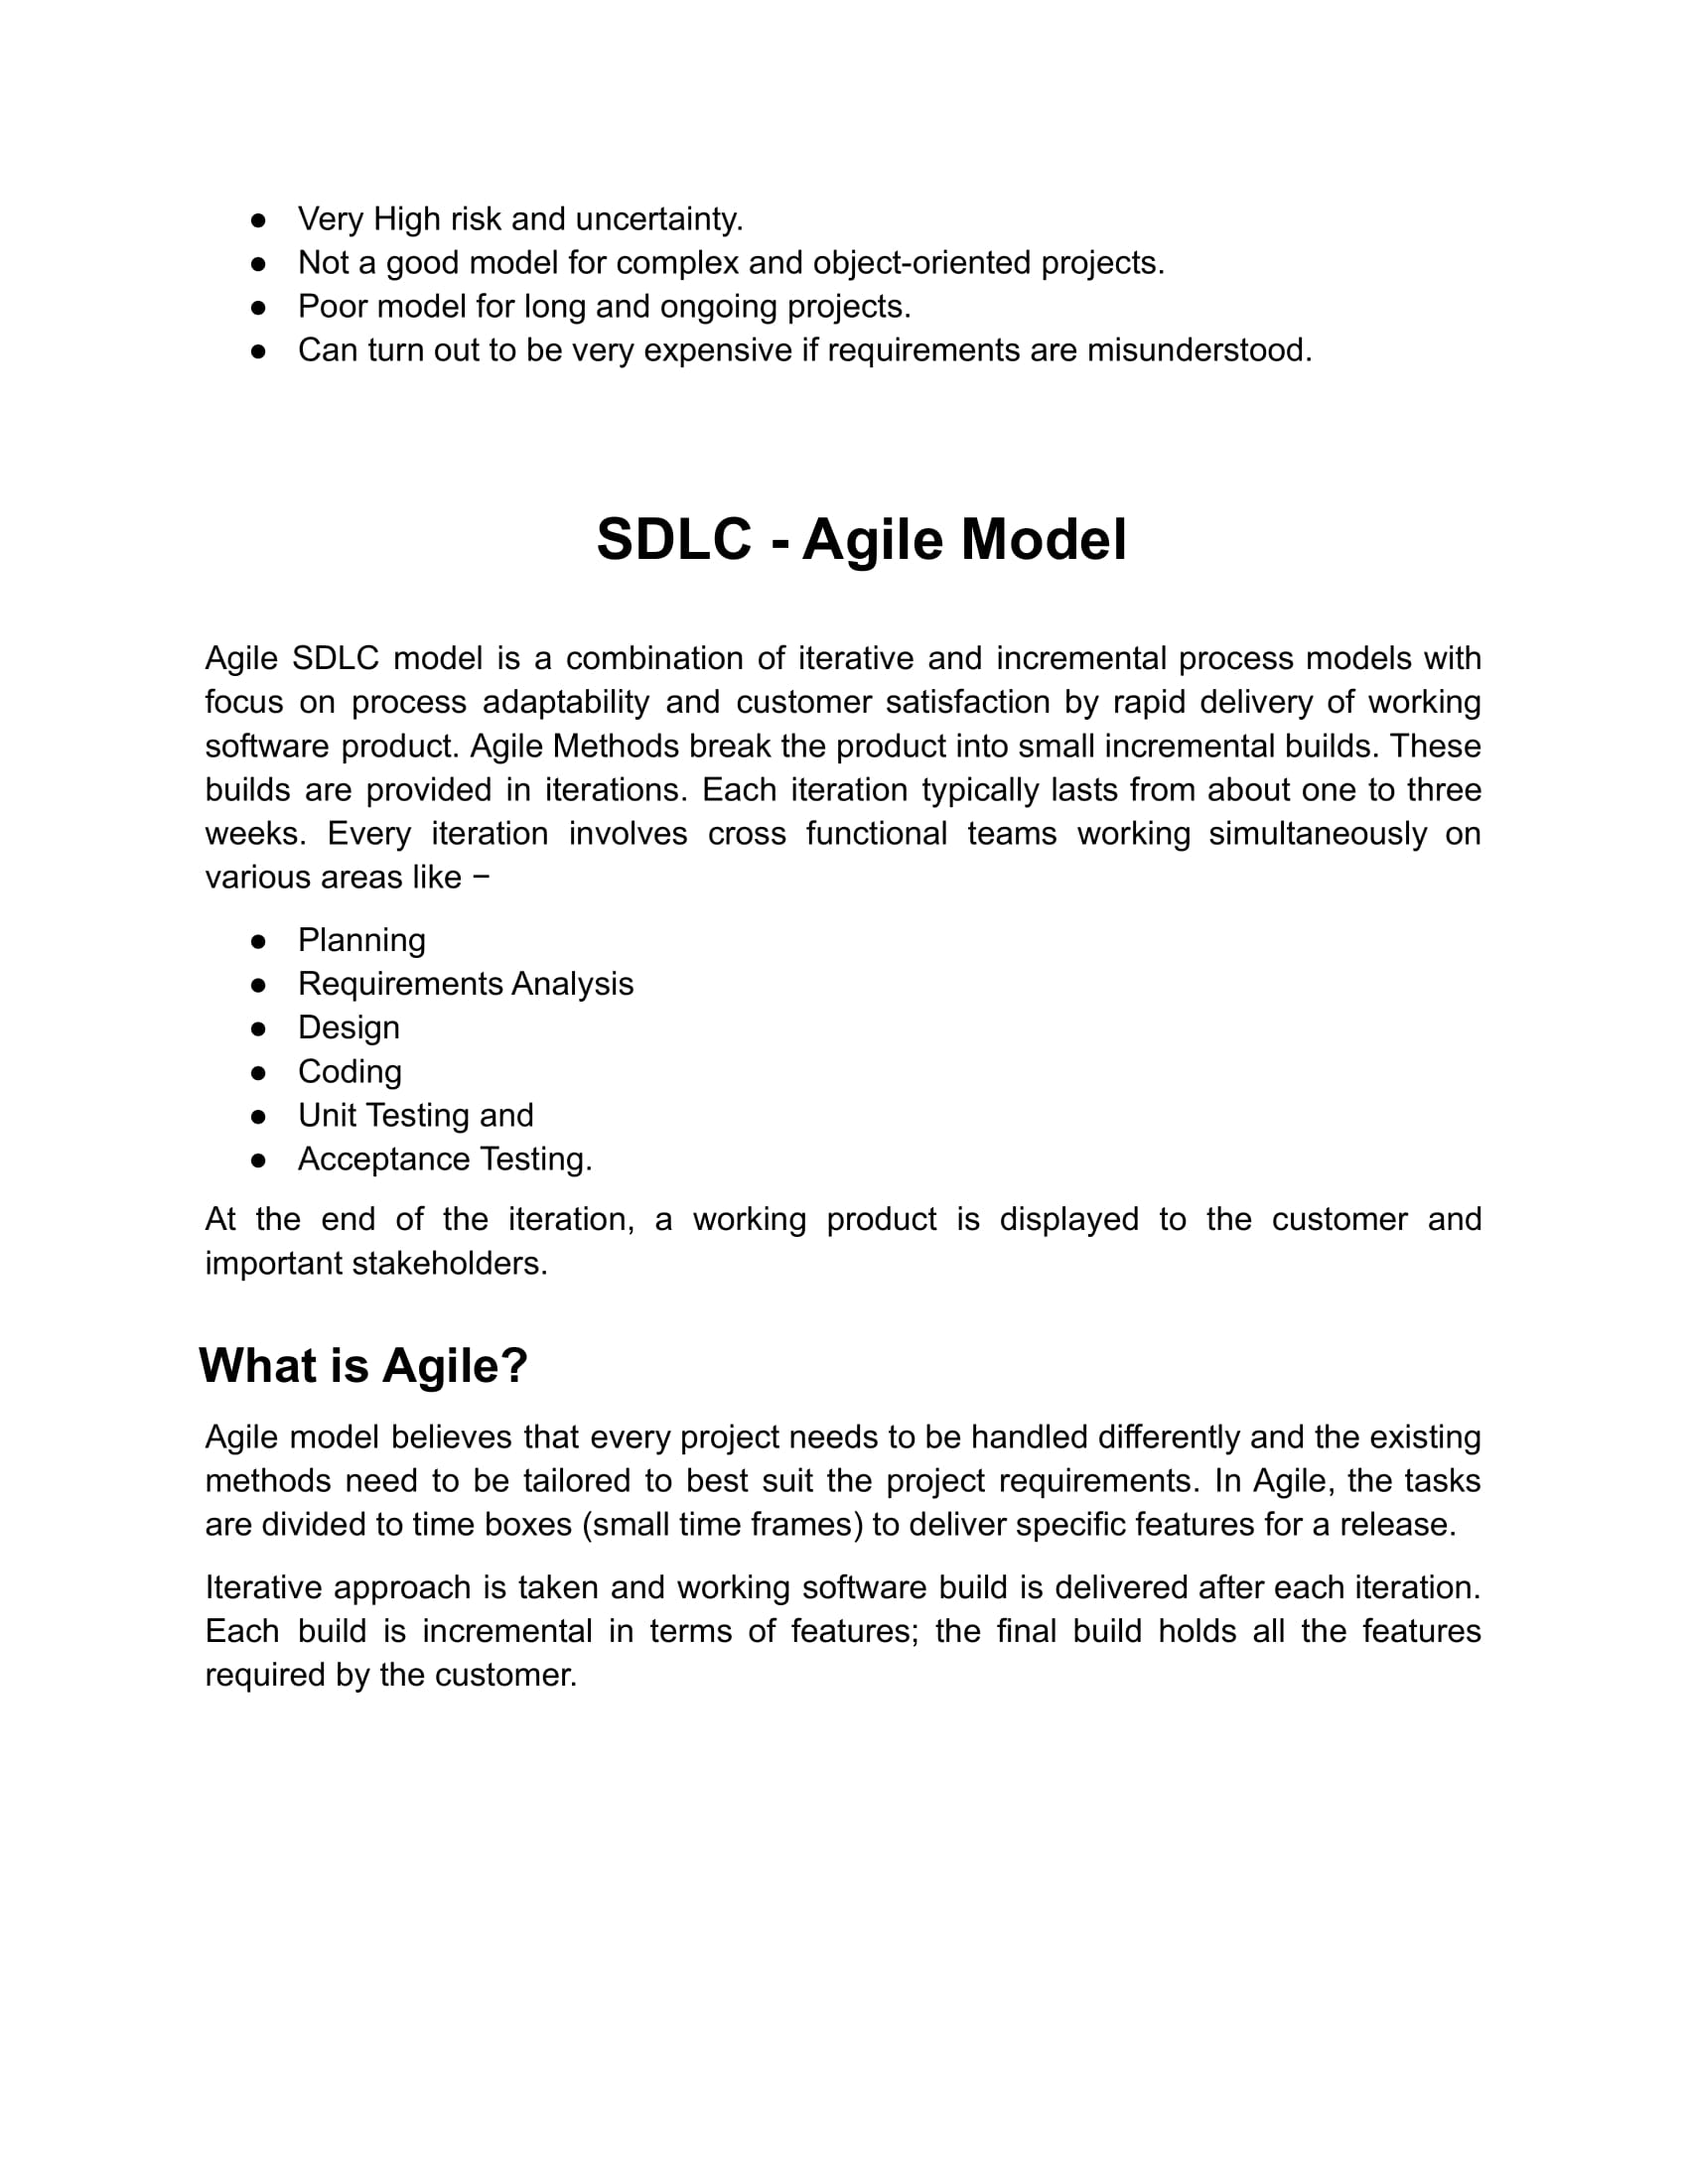 ● Very High risk and uncertainty.
● Not a good model for complex and object-oriented projects.
● Poor model for long and ongoing projects.
● Can turn out to be very expensive if requirements are misunderstood.
SDLC - Agile Model
Agile SDLC model is a combination of iterative and incremental process models with
focus on process adaptability and customer satisfaction by rapid delivery of working
software product. Agile Methods break the product into small incremental builds. These
builds are provided in iterations. Each iteration typically lasts from about one to three
weeks. Every iteration involves cross functional teams working simultaneously on
various areas like −
● Planning
● Requirements Analysis
● Design
● Coding
● Unit Testing and
● Acceptance Testing.
At the end of the iteration, a working product is displayed to the customer and
important stakeholders.
What is Agile?
Agile model believes that every project needs to be handled differently and the existing
methods need to be tailored to best suit the project requirements. In Agile, the tasks
are divided to time boxes (small time frames) to deliver specific features for a release.
Iterative approach is taken and working software build is delivered after each iteration.
Each build is incremental in terms of features; the final build holds all the features
required by the customer.